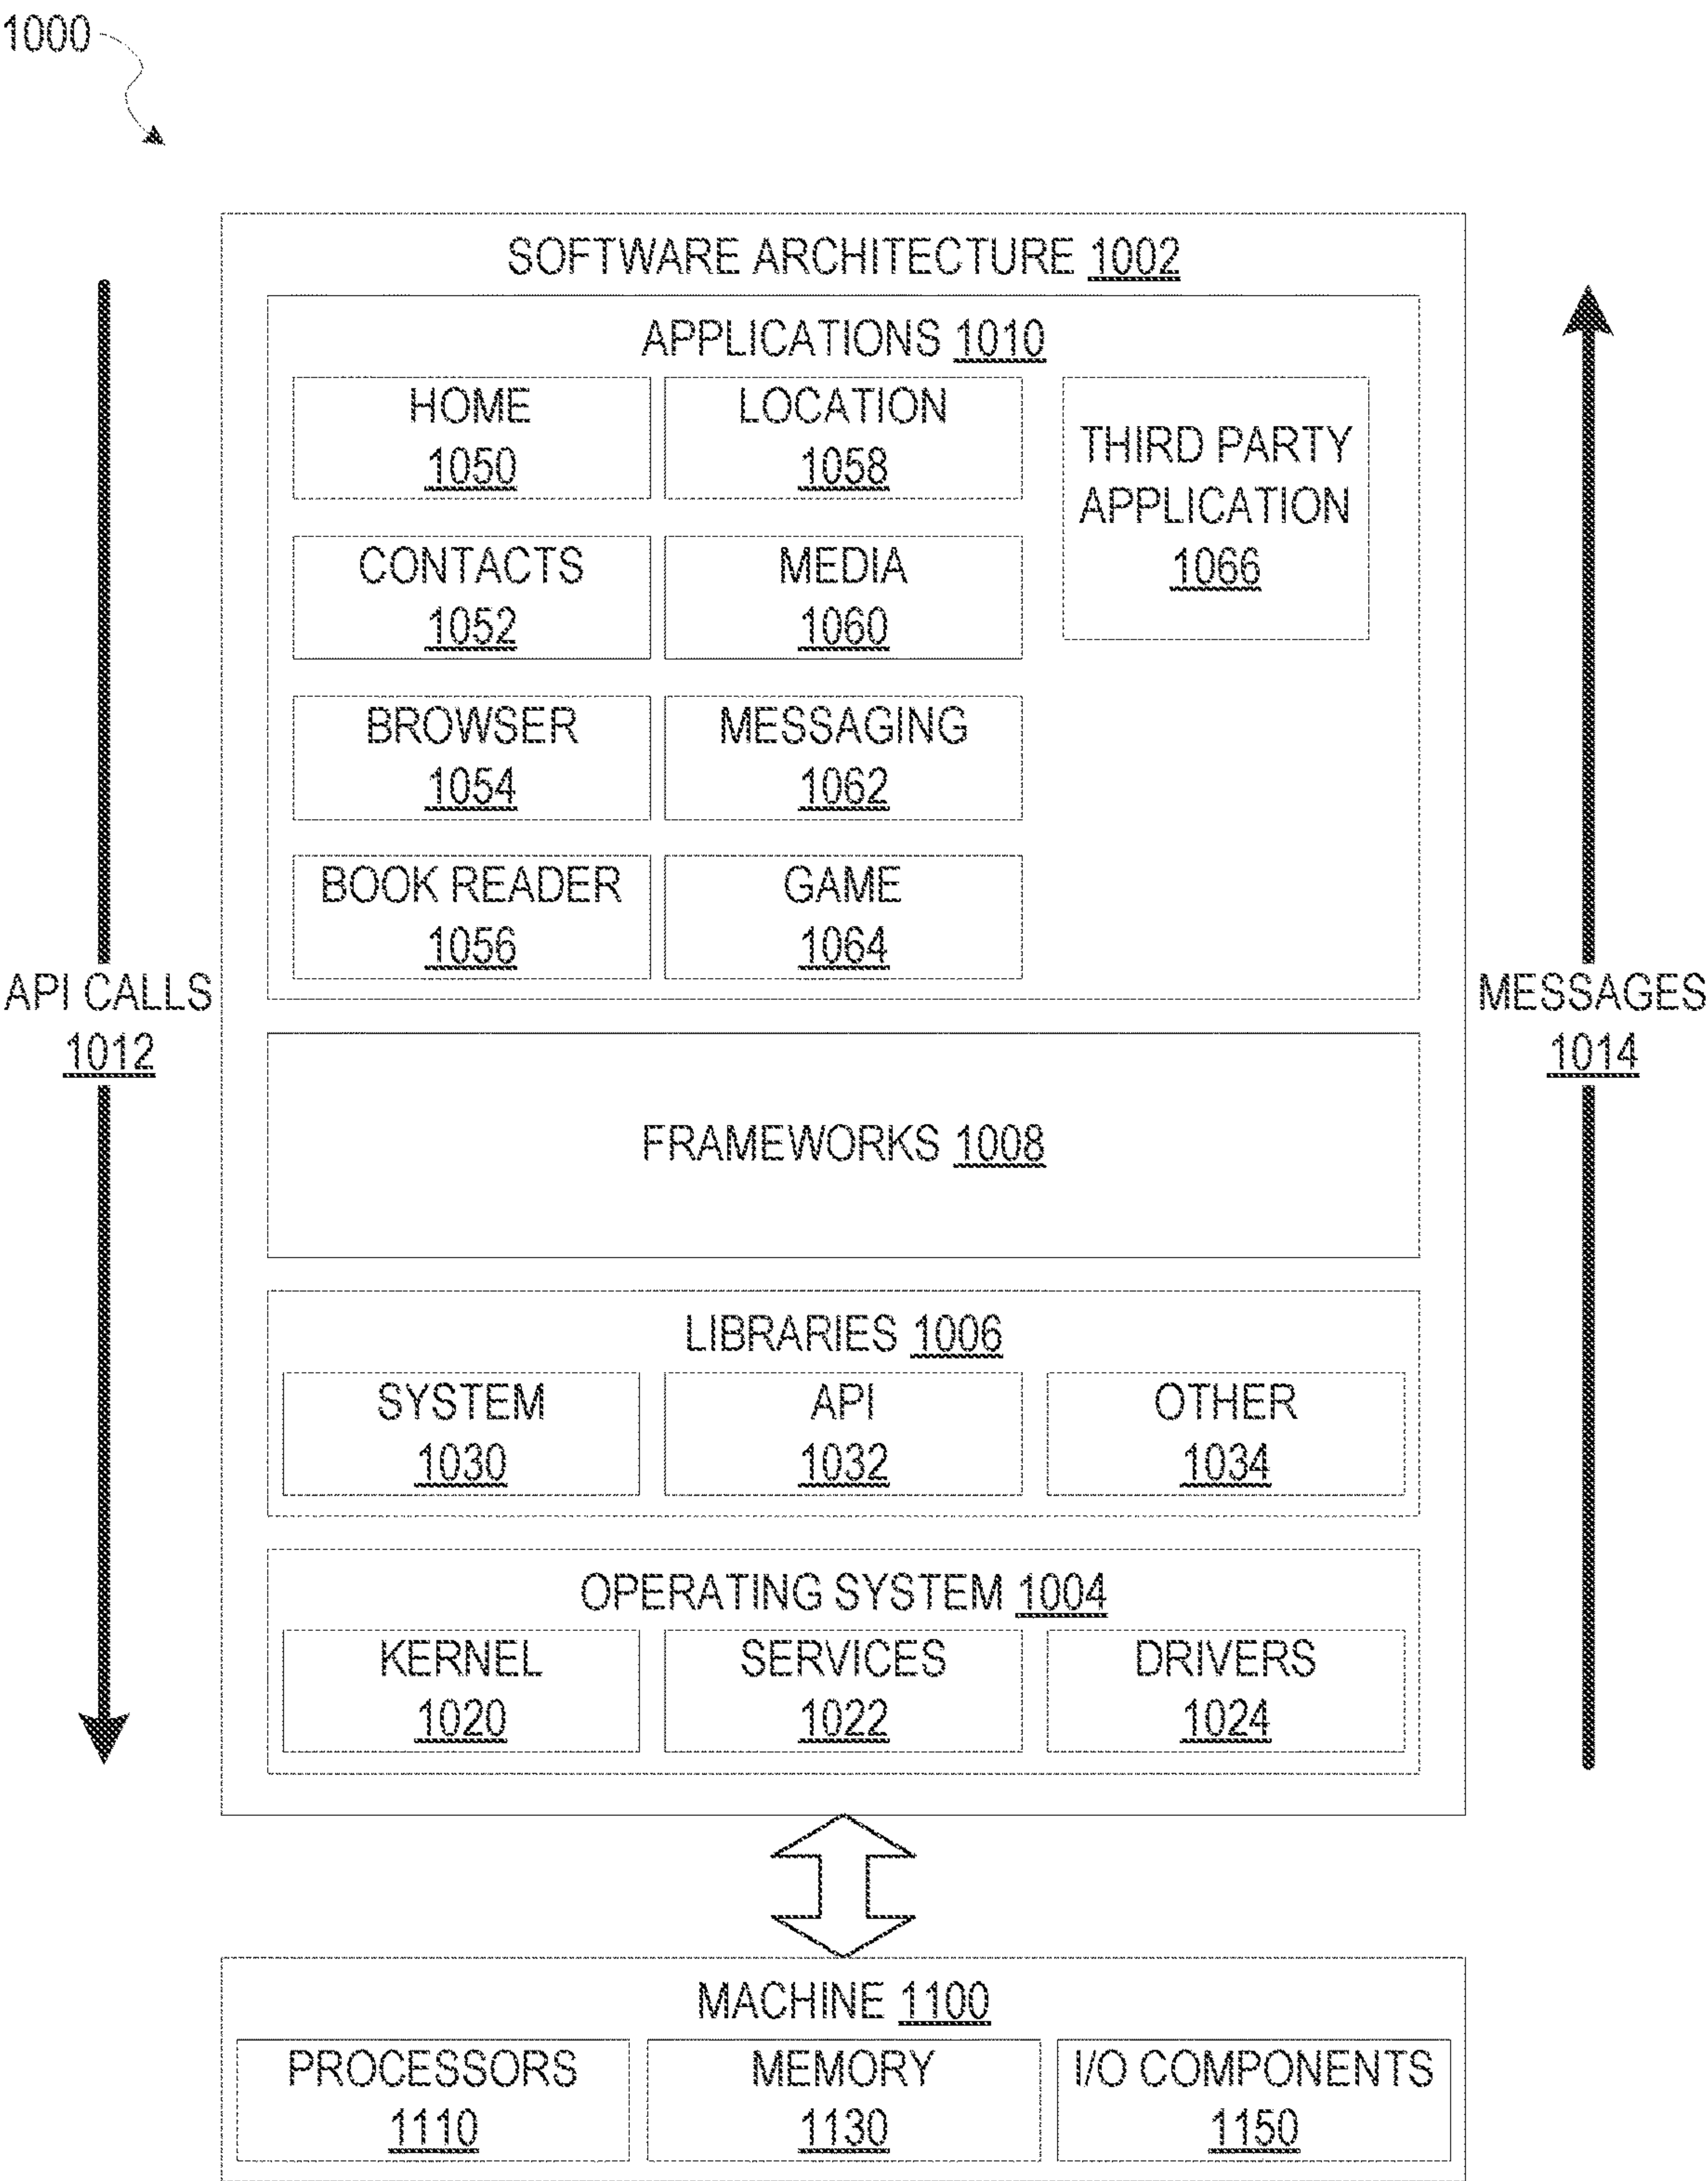 1000
SOFTWARE ARCHITECTURE 1002
APPLICATIONS 1010
HOME
1050
LOCATION
1058
THIRD PARTY
APPLICATION
1066
CONTACTS
1052
MEDIA
1060
BROWSER
1054
MESSAGING
1062
BOOK READER
1056
GAME
1064
API CALLS
1012
MESSAGES
1014
FRAMEWORKS 1008
LIBRARIES 1006
SYSTEM
1030
API
1032
OTHER
1034
OPERATING SYSTEM 1004
KERNEL
1020
SERVICES
1022
DRIVERS
1024
MACHINE 1100
PROCESSORS
1110
MEMORY
1130
I/O COMPONENTS
1150